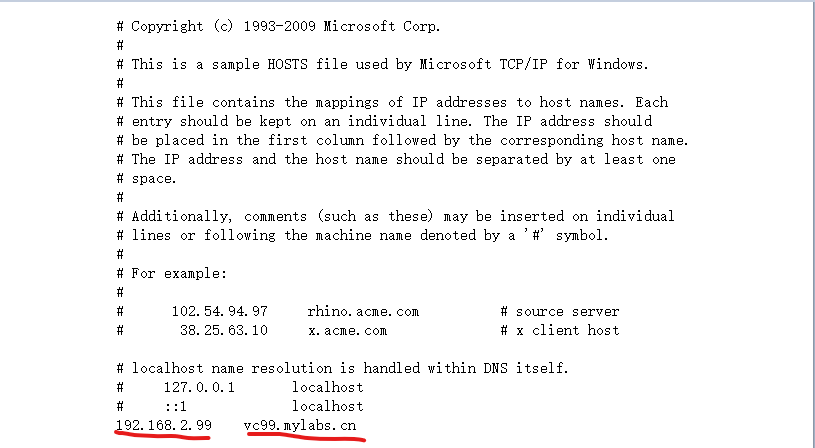 # Copyright (c) 1993-2009 Microsoft Corp.
#
# This is a sample HOSTS file used by Microsoft TCP/IP for Windows.
#
# This file contains the mappings of IP addresses to host names. Each
# entry should be kept on an individual line. The IP address should
# be placed in the first column followed by the corresponding host name.
# The IP address and the host name should be separated by at least one
# space.
#
# Additionally, comments (such as these) may be inserted on individual
# lines or following the machine name denoted by a '#' symbol.
#
# For example:
#
#      102.54.94.97     rhino.acme.com          # source server
#       38.25.63.10     x.acme.com              # x client host

# localhost name resolution is handled within DNS itself.
#     127.0.0.1       localhost
#     ::1             localhost
192.168.2.99    vc99.mylabs.cn